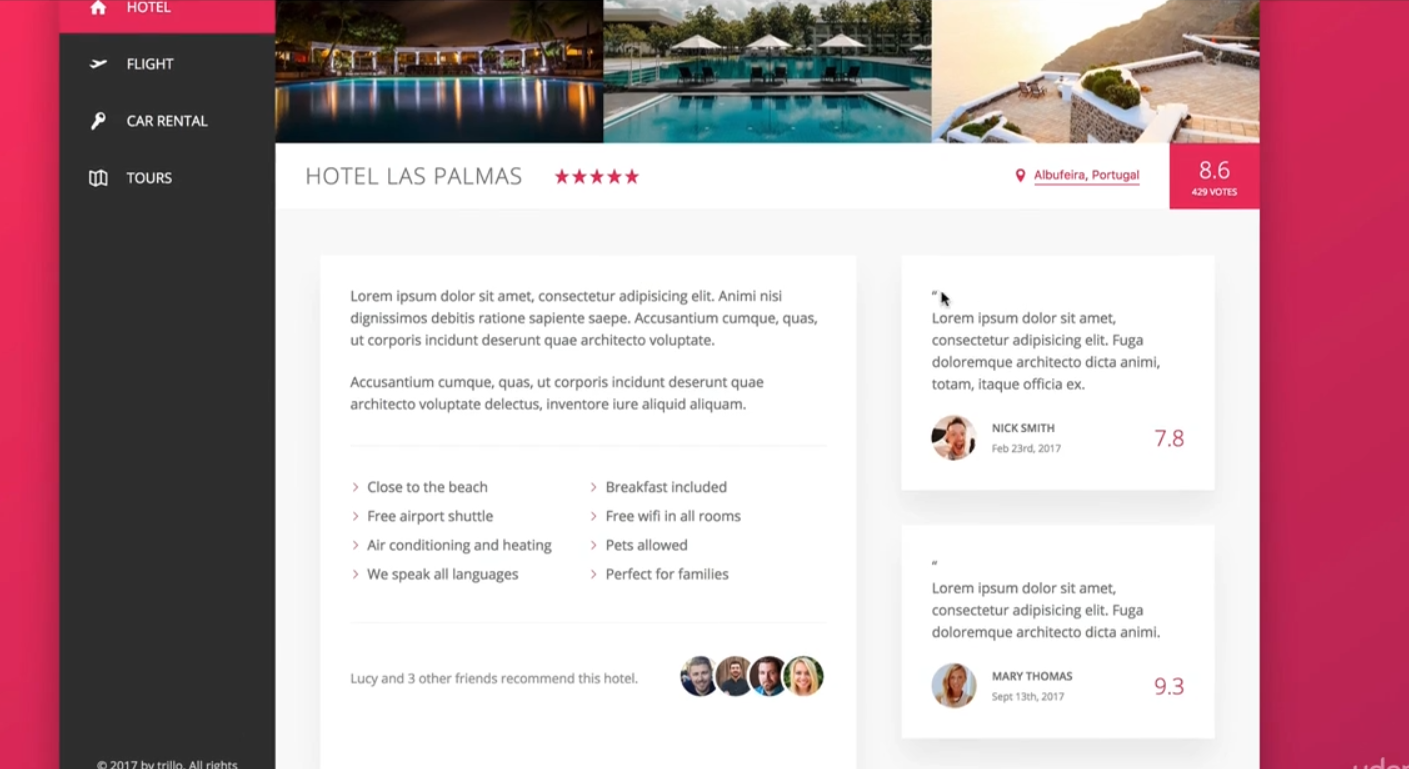 HOTEL
FLIGHT
CAR RENTAL
TOURS
© 2017 by trillo. All rights
HOTEL LAS PALMAS
Albufeira, Portugal
8.6
429 VOTES
Lorem ipsum dolor sit amet, consectetur adipisicing elit. Animi nisi
dignissimos debitis ratione sapiente saepe. Accusantium cumque, quas,
ut corporis incidunt deserunt quae architecto voluptate.
Accusantium cumque, quas, ut corporis incidunt deserunt quae
architecto voluptate delectus, inventore iure aliquid aliquam.
Close to the beach
Free airport shuttle
Air conditioning and heating
We speak all languages
Breakfast included
Free wifi in all rooms
Pets allowed
Perfect for families
Lucy and 3 other friends recommend this hotel.
“
Lorem ipsum dolor sit amet,
consectetur adipisicing elit. Fuga
doloremque architecto dicta animi,
totam, itaque officia ex.
NICK SMITH
Feb 23rd, 2017
7.8
“
Lorem ipsum dolor sit amet,
consectetur adipisicing elit. Fuga
doloremque architecto dicta animi.
MARY THOMAS
Sept 13th, 2017
9.3